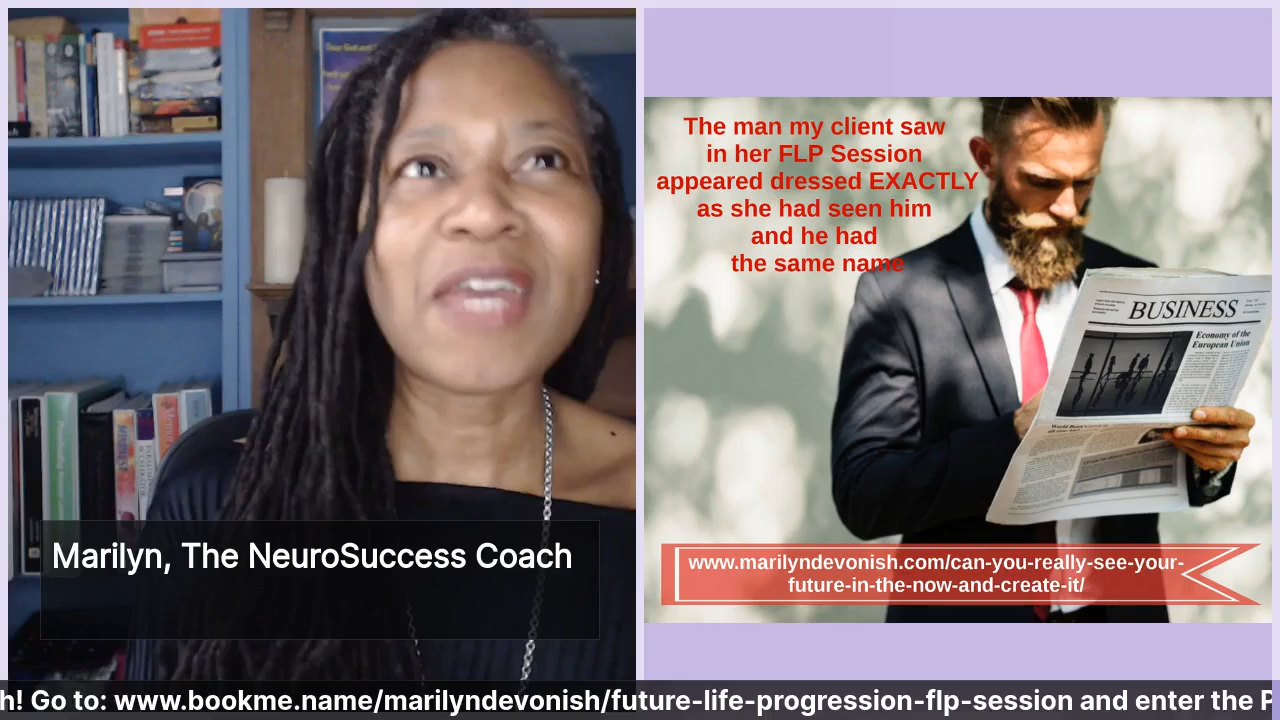 Marilyn, The NeuroSuccess Coach
The man my client saw
in her FLP Session
appeared dressed EXACTLY
as she had seen him
and he had
the same name
BUSINESS
Economy of the
European Union
www.marilyndevonish.com/can-you-really-see-your-
future-in-the-now-and-create-it/
h! Go to: www.bookme.name/marilyndevonish/future-life-progression-flp-session and enter the P